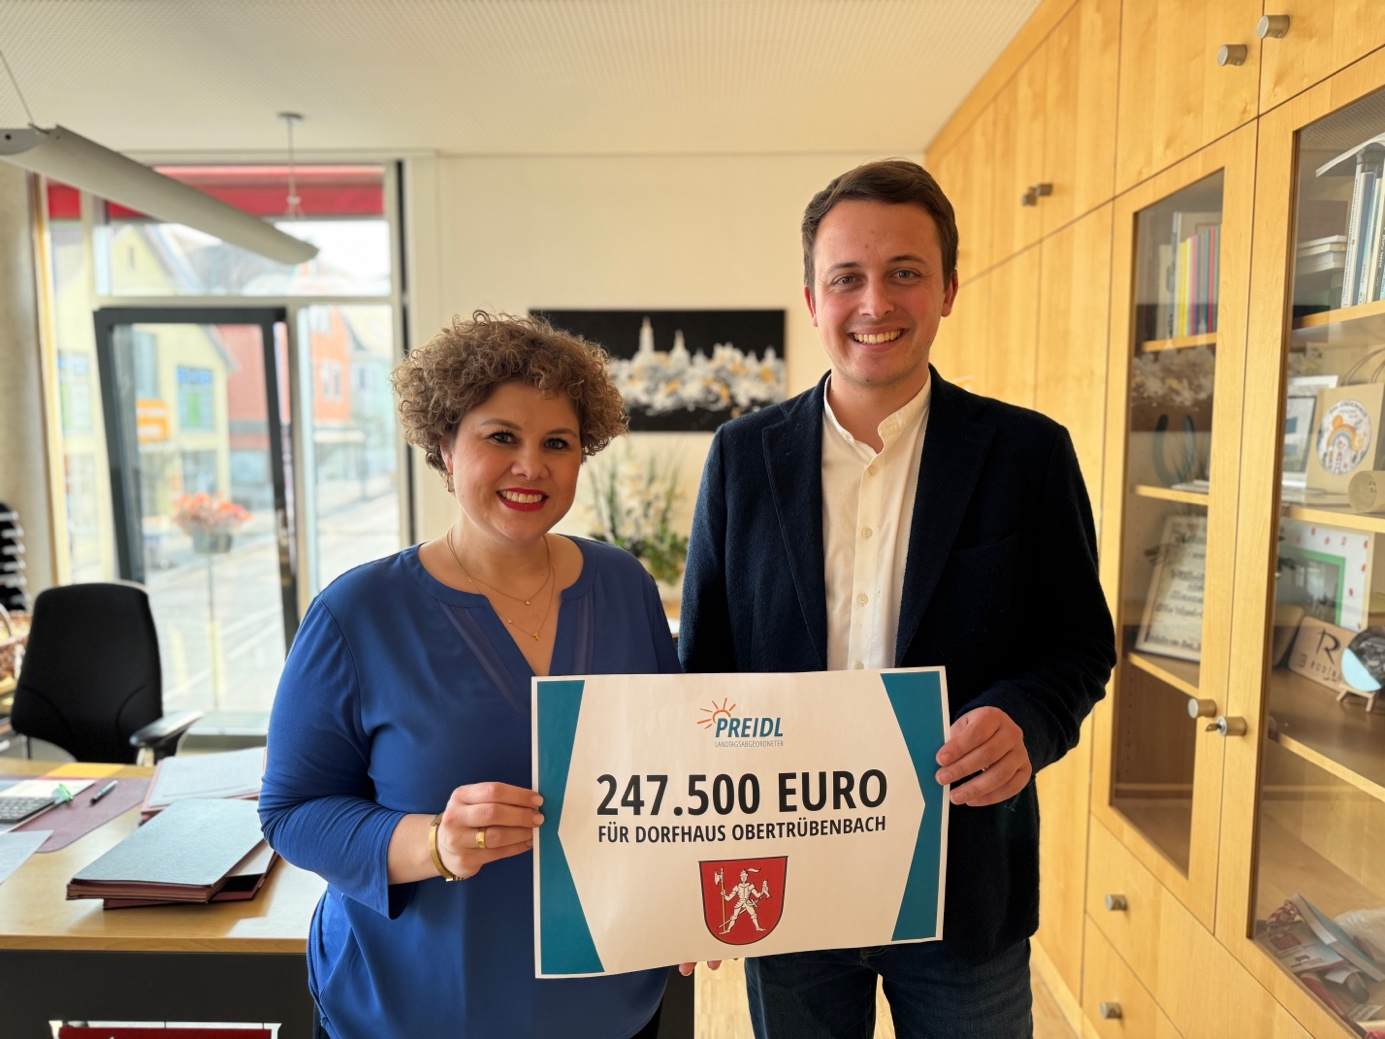 PREIDL
LANDTAGSABGEORDNETER
247.500 EURO
FÜR DORFHAUS OBERTRÜBENBACH